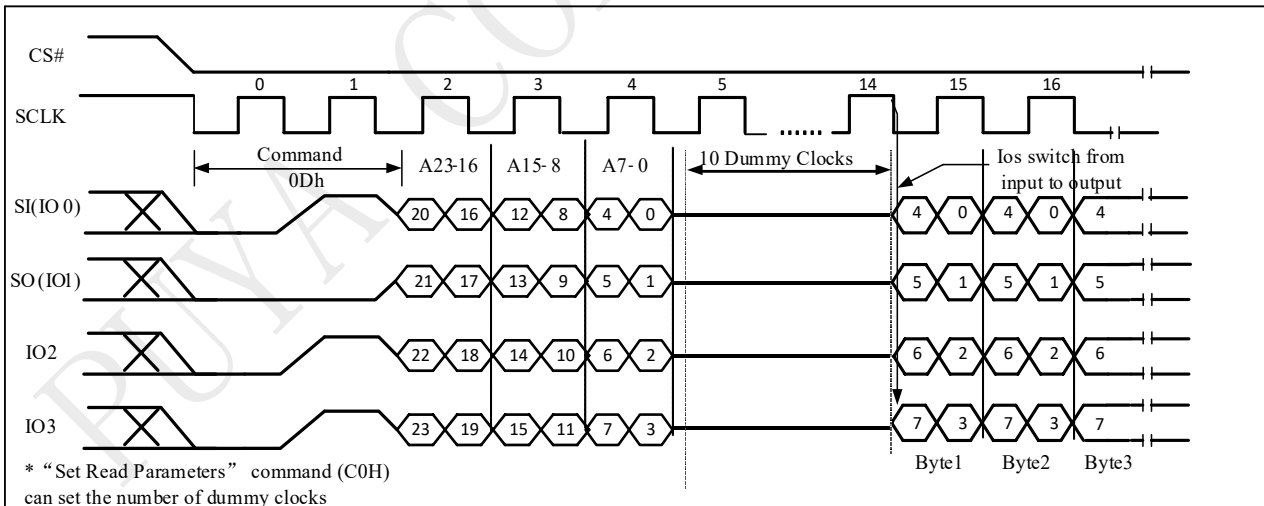 PUYA CO
CS#
0 1 2 3 4 5 14 15 16
SCLK
Command
0Dh
A23-16 A15-8 A7-0
10 Dummy Clocks
Ios switch from
input to output
SI(IO 0) 20 16 12 8 4 0 4 0 4 0 4
SO(IO1) 21 17 13 9 5 1 5 1 5 1 5
IO2 22 18 14 10 6 2 6 2 6 2 6
IO3 23 19 15 11 7 3 7 3 7 3 7
Byte1 Byte2 Byte3
* “Set Read Parameters” command (C0H)
can set the number of dummy clocks